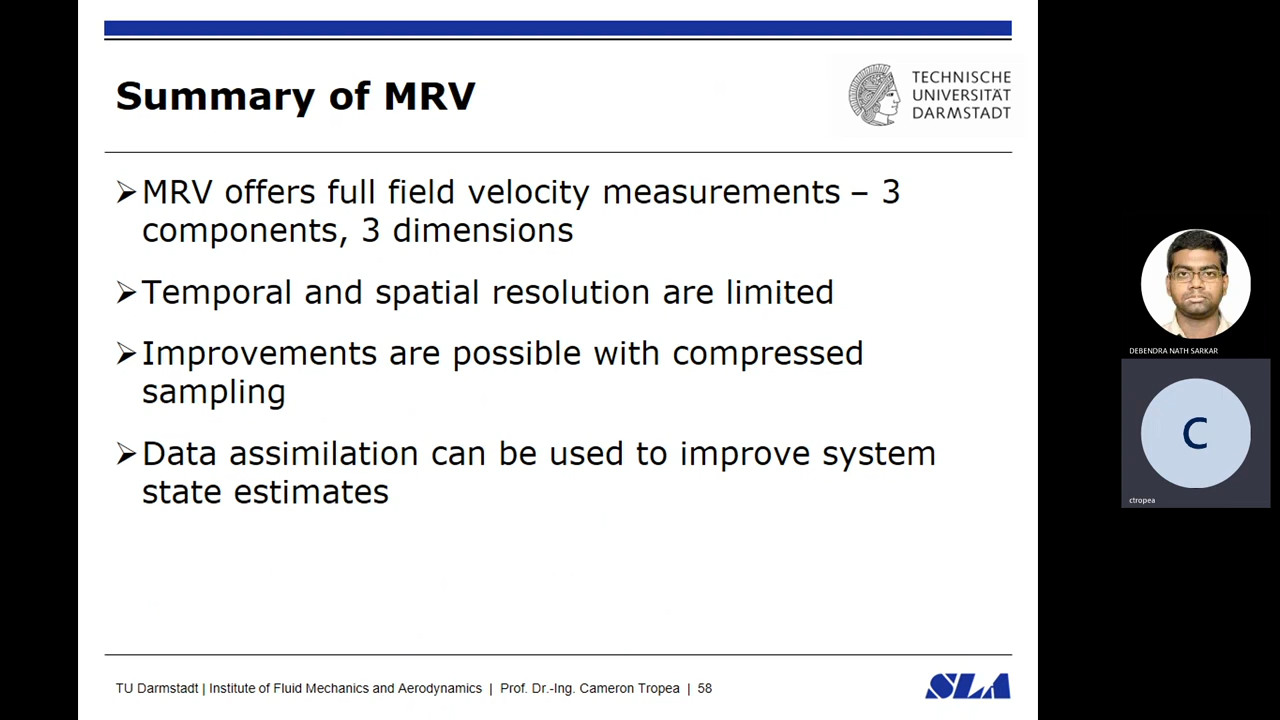 Summary of MRV
TECHNISCHE
UNIVERSITÄT
DARMSTADT
MRV offers full field velocity measurements – 3
components, 3 dimensions
Temporal and spatial resolution are limited
Improvements are possible with compressed
sampling
Data assimilation can be used to improve system
state estimates
DEBENDRA NATH SARKAR
C
ctropea
TU Darmstadt | Institute of Fluid Mechanics and Aerodynamics | Prof. Dr.-Ing. Cameron Tropea | 58
SLA